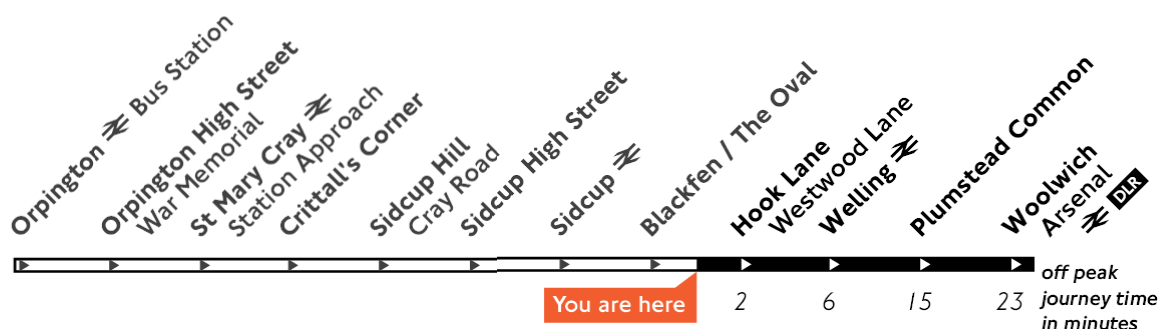 Orpington Bus Station
Orpington High Street
War Memorial
St Mary Cray
Station Approach
Crittall's Corner
Sidcup Hill
Cray Road
Sidcup High Street
Sidcup
Blackfen / The Oval
Hook Lane
Westwood Lane
Welling
Plumstead Common
Woolwich
Arsenal
DLR
You are here
2 6 15 23
off peak
journey time
in minutes